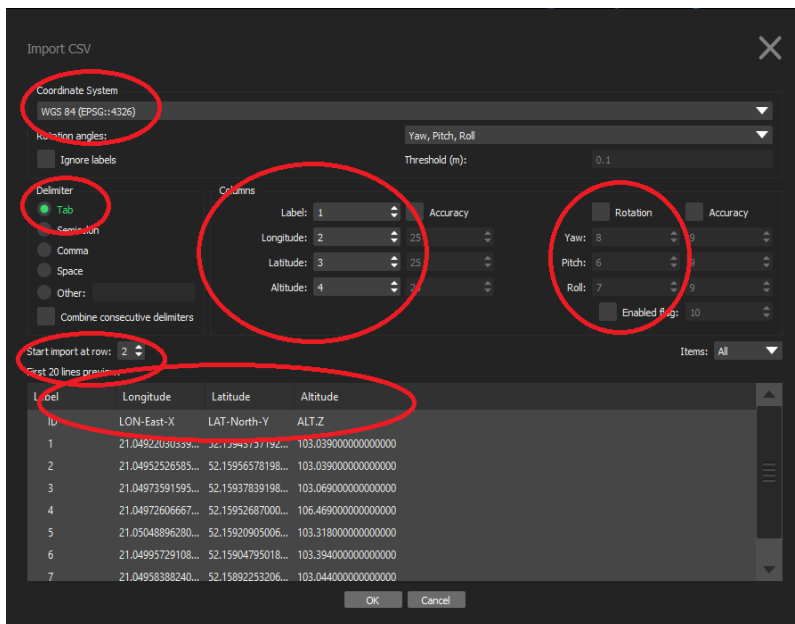 Import CSV
Coordinate System
WGS 84 (EPSG::4326)
Rotation angles: Yaw, Pitch, Roll
Ignore labels Threshold (m): 0.1
Delimiter
Tab
Semicolon
Comma
Space
Other:
Combine consecutive delimiters
Columns
Label: 1 Accuracy
Longitude: 2 25
Latitude: 3 25
Altitude: 4
Rotation Accuracy
Yaw: 8 9
Pitch: 6 9
Roll: 7 9
Enabled flag: 10
Start import at row: 2 Items: All
First 20 lines preview:
Label Longitude Latitude Altitude
ID LON-East-X LAT-North-Y ALT.Z
1 21.04922030339... 52.15945757192... 103.039000000000000
2 21.04952526585... 52.15956578198... 103.039000000000000
3 21.04973591595... 52.15937839198... 103.069000000000000
4 21.04972606667... 52.15952687000... 106.469000000000000
5 21.05048896280... 52.15920905006... 103.318000000000000
6 21.04995729108... 52.15904795018... 103.394000000000000
7 21.04958388240... 52.15892253206... 103.044000000000000
OK Cancel